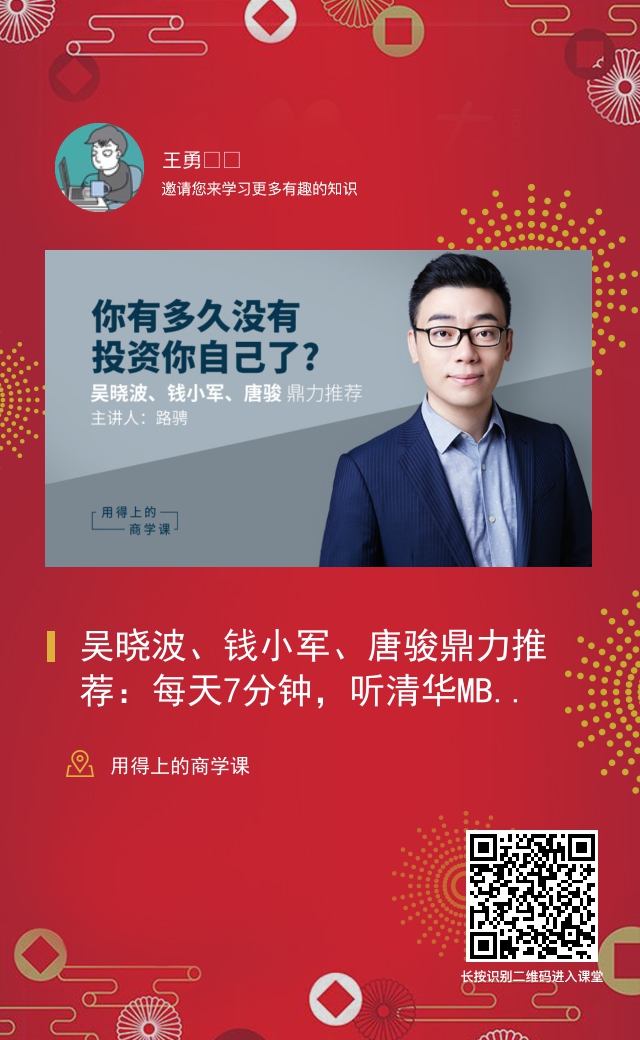 王勇□□
邀请您来学习更多有趣的知识
你有多久没有
投资你自己了?
吴晓波、钱小军、唐骏 鼎力推荐
主讲人：路骋
用得上的
商学课
吴晓波、钱小军、唐骏鼎力推
荐：每天7分钟，听清华MB..
用得上的商学课
长按识别二维码进入课堂